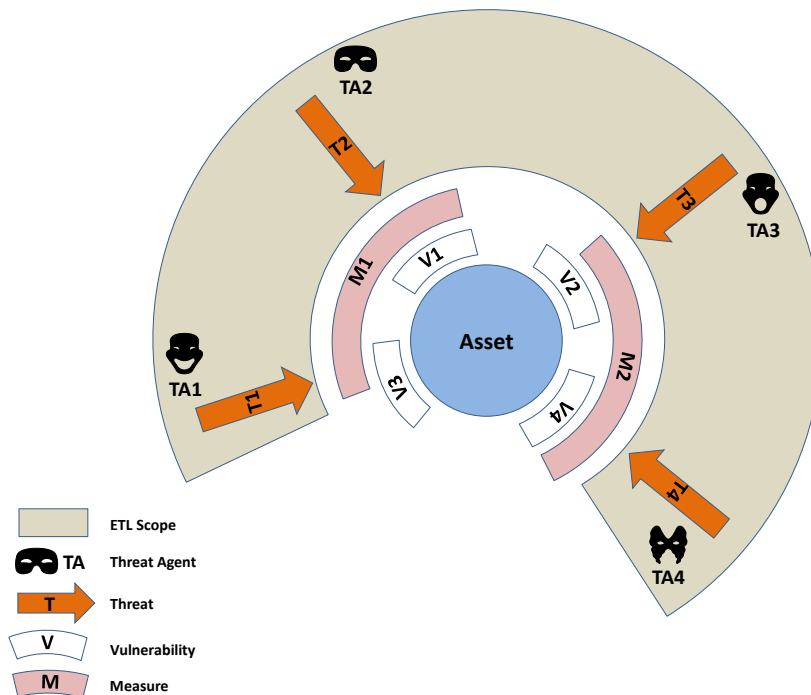 TA2
T2
T3
TA3
M1
V1
V2
Asset
TA1
T1
V3
M2
V4
T4
TA4
ETL Scope
TA
Threat Agent
T
Threat
V
Vulnerability
M
Measure